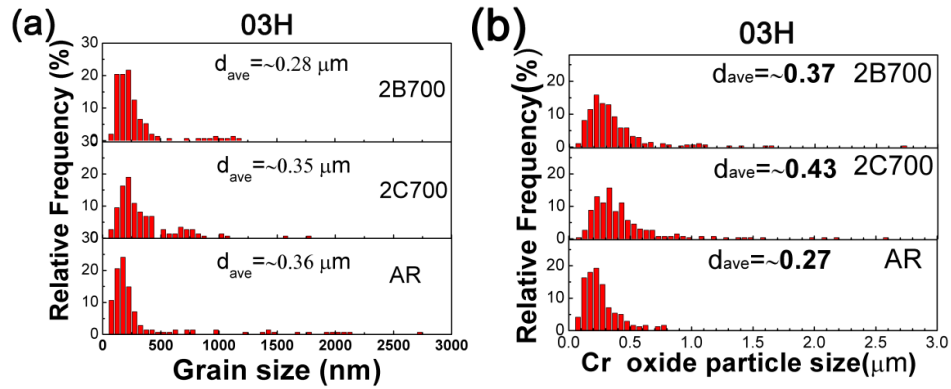 (a)
03H
Relative Frequency (%)
30
20
10
0
d_ave=~0.28 μm
2B700
30
20
10
0
d_ave=~0.35 μm
2C700
30
20
10
0
d_ave=~0.36 μm
AR
0 500 1000 1500 2000 2500 3000
Grain size (nm)
(b)
03H
Relative Frequency(%)
20
10
0
dave=~0.37 2B700
20
10
0
dave=~0.43 2C700
20
10
0
dave=~0.27 AR
0.0 0.5 1.0 1.5 2.0 2.5 3.0
Cr oxide particle size(μm)